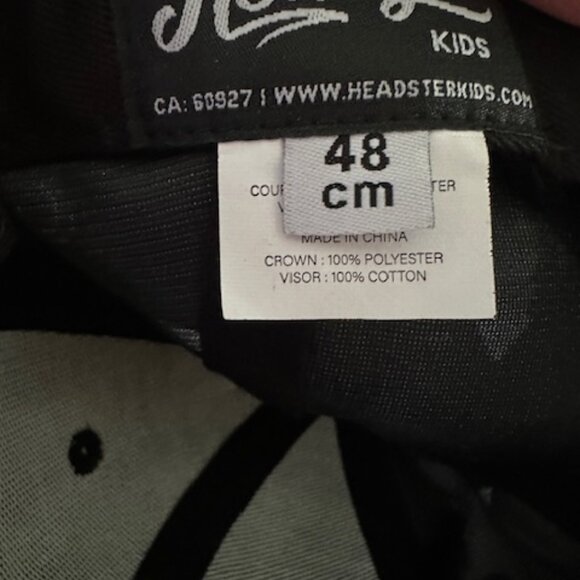 KIDS
CA: 60927 | WWW.HEADSTERKIDS.COM
48
cm
MADE IN CHINA
CROWN : 100% POLYESTER
VISOR : 100% COTTON